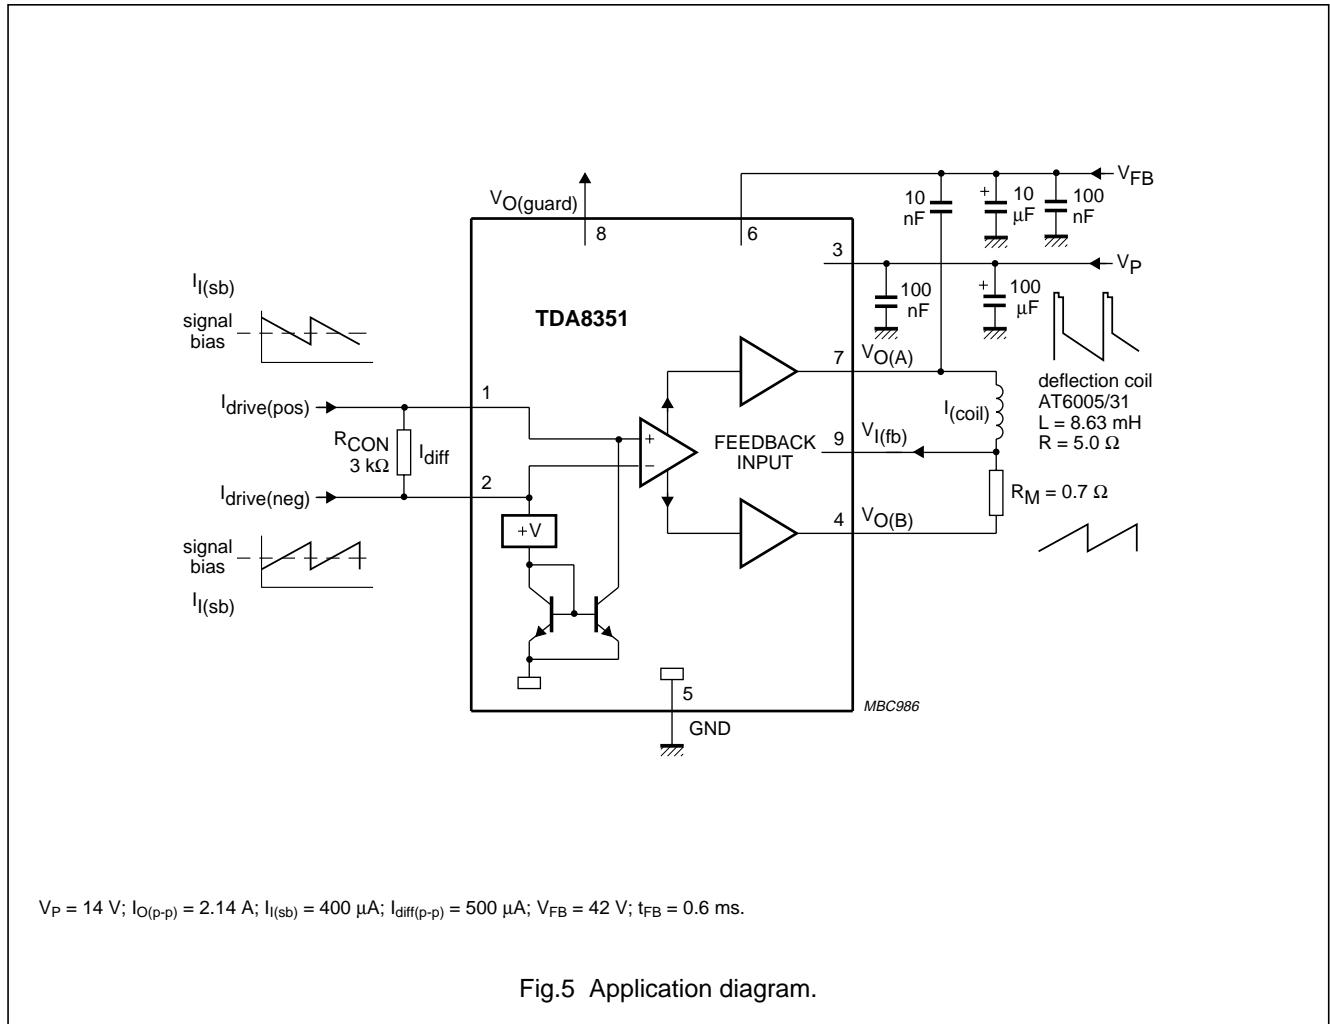 V_FB
V_O(guard)
8
6
10 nF
+ 10 µF
100 nF
3
V_P
I_I(sb)
signal bias
TDA8351
100 nF
+ 100 µF
7
V_O(A)
deflection coil
AT6005/31
L = 8.63 mH
R = 5.0 Ω
I_(coil)
1
I_drive(pos)
R_CON
3 kΩ
I_diff
+
−
FEEDBACK
INPUT
9
V_I(fb)
2
I_drive(neg)
R_M = 0.7 Ω
4
V_O(B)
+V
signal bias
I_I(sb)
5
GND
MBC986
V_P = 14 V; I_O(p-p) = 2.14 A; I_I(sb) = 400 µA; I_diff(p-p) = 500 µA; V_FB = 42 V; t_FB = 0.6 ms.
Fig.5 Application diagram.